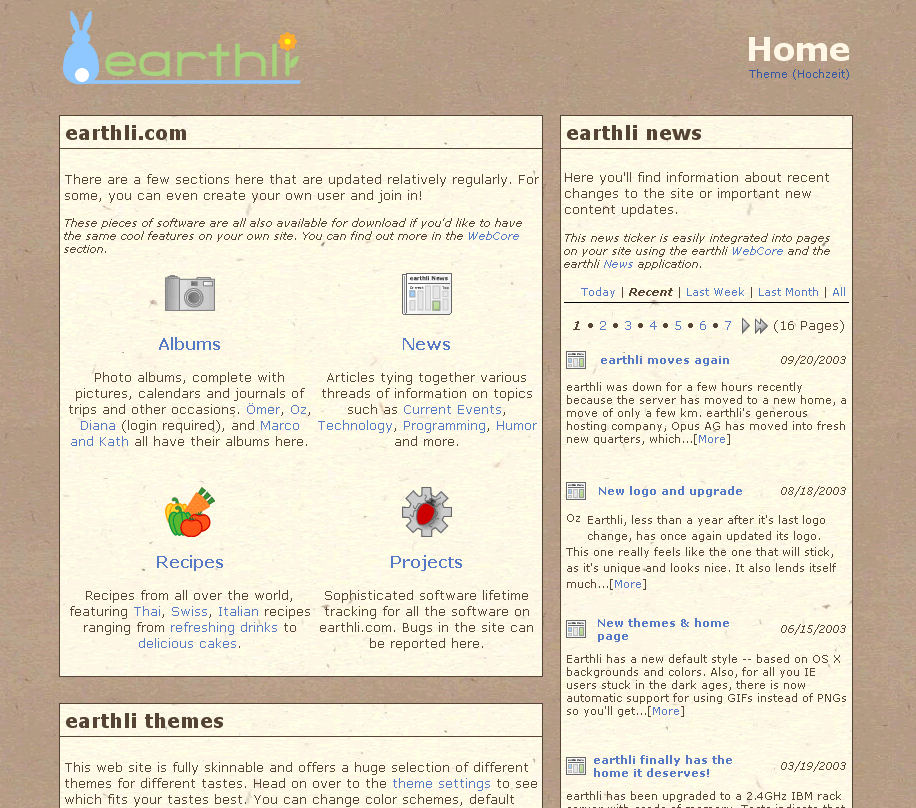 earthli
Home
Theme (Hochzeit)
earthli.com
There are a few sections here that are updated relatively regularly. For
some, you can even create your own user and join in!
These pieces of software are all also available for download if you'd like to have
the same cool features on your own site. You can find out more in the WebCore
section.
earthli News
Albums
News
Photo albums, complete with
pictures, calendars and journals of
trips and other occasions. Ömer, Oz,
Diana (login required), and Marco
and Kath all have their albums here.
Articles tying together various
threads of information on topics
such as Current Events,
Technology, Programming, Humor
and more.
Recipes
Projects
Recipes from all over the world,
featuring Thai, Swiss, Italian recipes
ranging from refreshing drinks to
delicious cakes.
Sophisticated software lifetime
tracking for all the software on
earthli.com. Bugs in the site can
be reported here.
earthli themes
This web site is fully skinnable and offers a huge selection of different
themes for different tastes. Head on over to the theme settings to see
which fits your tastes best. You can change color schemes, default
earthli news
Here you'll find information about recent
changes to the site or important new
content updates.
This news ticker is easily integrated into pages
on your site using the earthli WebCore and the
earthli News application.
Today | Recent | Last Week | Last Month | All
1 • 2 • 3 • 4 • 5 • 6 • 7 (16 Pages)
earthli moves again 09/20/2003
earthli was down for a few hours recently
because the server has moved to a new home, a
move of only a few km. earthli's generous
hosting company, Opus AG has moved into fresh
new quarters, which...[More]
New logo and upgrade 08/18/2003
Oz Earthli, less than a year after it's last logo
change, has once again updated its logo.
This one really feels like the one that will stick,
as it's unique and looks nice. It also lends itself
much...[More]
New themes & home
page
06/15/2003
Earthli has a new default style -- based on OS X
backgrounds and colors. Also, for all you IE
users stuck in the dark ages, there is now
automatic support for using GIFs instead of PNGs
so you'll get...[More]
earthli finally has the
home it deserves!
03/19/2003
earthli has been upgraded to a 2.4GHz IBM rack